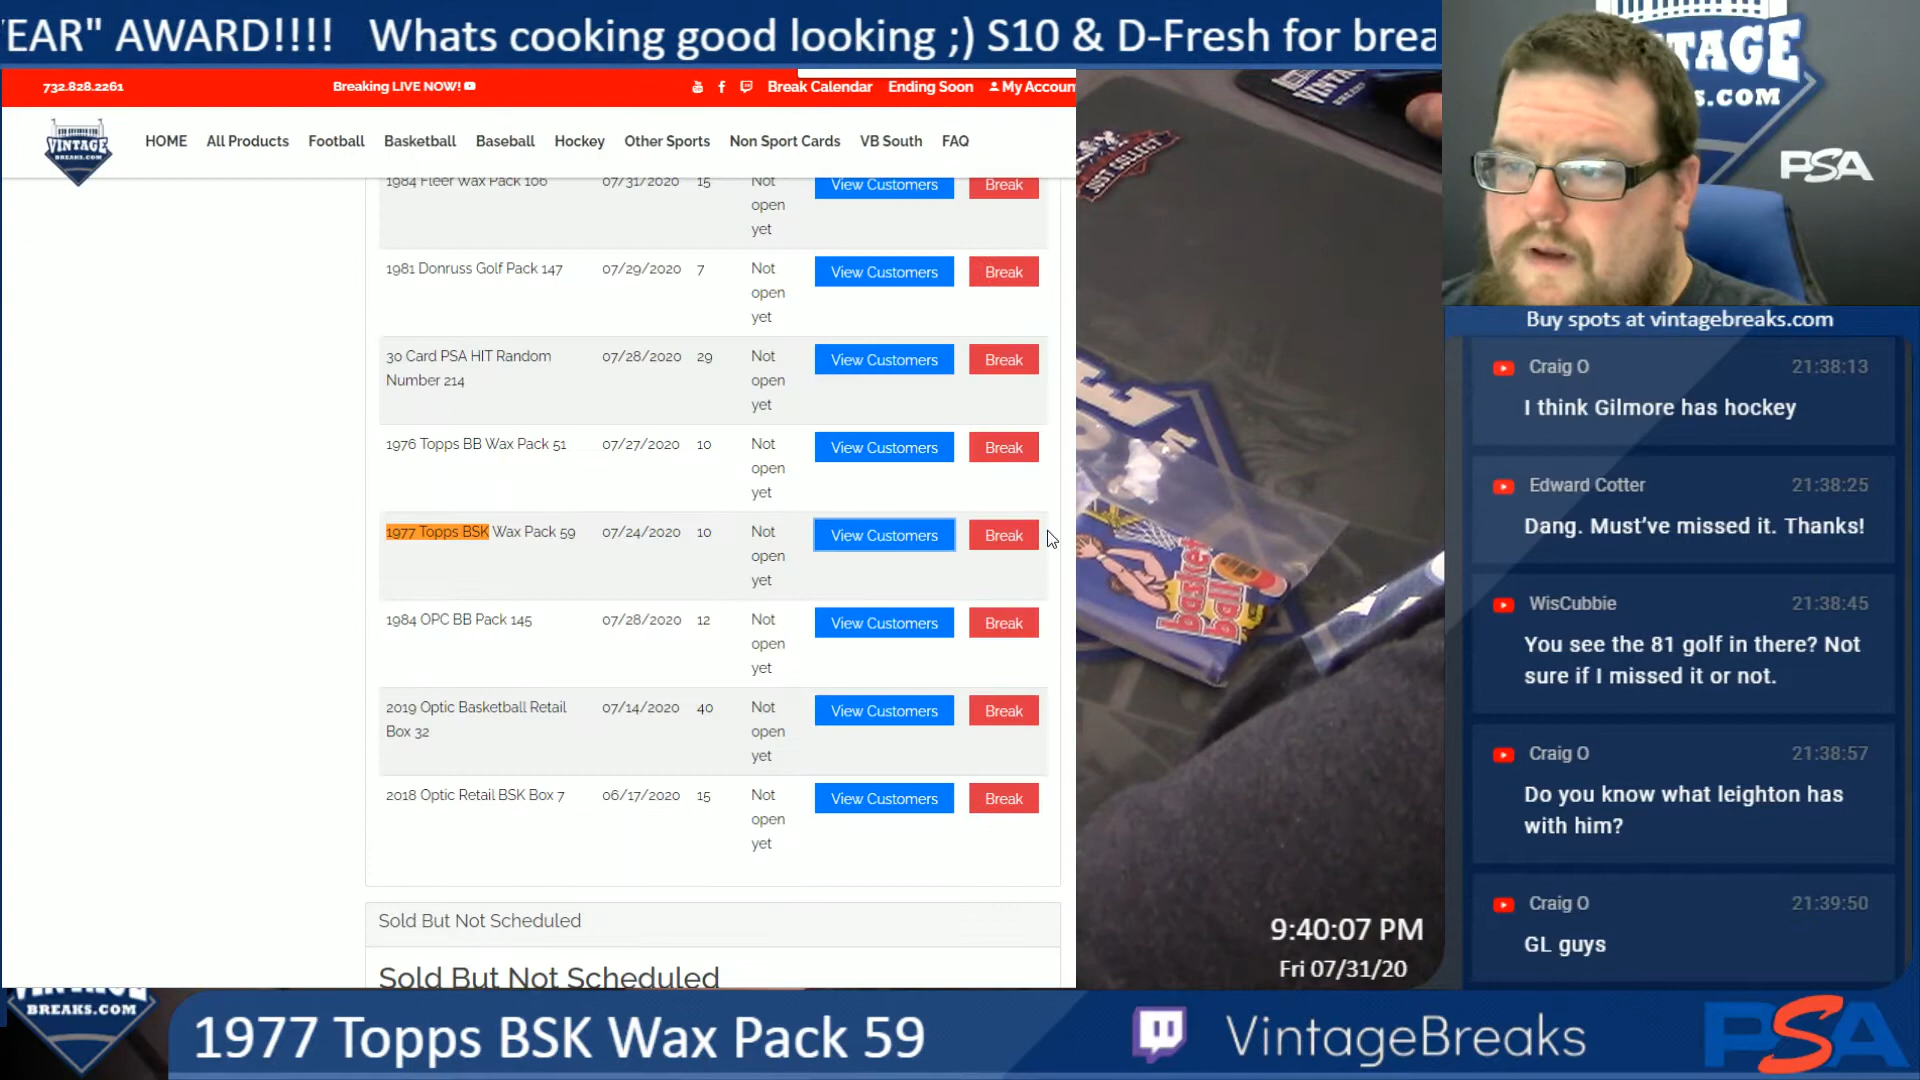 EAR" AWARD!!!! Whats cooking good looking ;) S10 & D-Fresh for brea
732.828.2261 Breaking LIVE NOW! Break Calendar Ending Soon My Accoun
VINTAGE
BREAKS.COM
HOME All Products Football Basketball Baseball Hockey Other Sports Non Sport Cards VB South FAQ
1984 Fleer Wax Pack 106 07/31/2020 15 Not open yet View Customers Break
1981 Donruss Golf Pack 147 07/29/2020 7 Not open yet View Customers Break
30 Card PSA HIT Random Number 214 07/28/2020 29 Not open yet View Customers Break
1976 Topps BB Wax Pack 51 07/27/2020 10 Not open yet View Customers Break
1977 Topps BSK Wax Pack 59 07/24/2020 10 Not open yet View Customers Break
1984 OPC BB Pack 145 07/28/2020 12 Not open yet View Customers Break
2019 Optic Basketball Retail Box 32 07/14/2020 40 Not open yet View Customers Break
2018 Optic Retail BSK Box 7 06/17/2020 15 Not open yet View Customers Break
Sold But Not Scheduled
Sold But Not Scheduled
JUST COLLECT
basketball
9:40:07 PM
Fri 07/31/20
NTAGE
S.COM
PSA
Buy spots at vintagebreaks.com
Craig O 21:38:13
I think Gilmore has hockey
Edward Cotter 21:38:25
Dang. Must've missed it. Thanks!
WisCubbie 21:38:45
You see the 81 golf in there? Not
sure if I missed it or not.
Craig O 21:38:57
Do you know what leighton has
with him?
Craig O 21:39:50
GL guys
BREAKS.COM
1977 Topps BSK Wax Pack 59
VintageBreaks
PSA